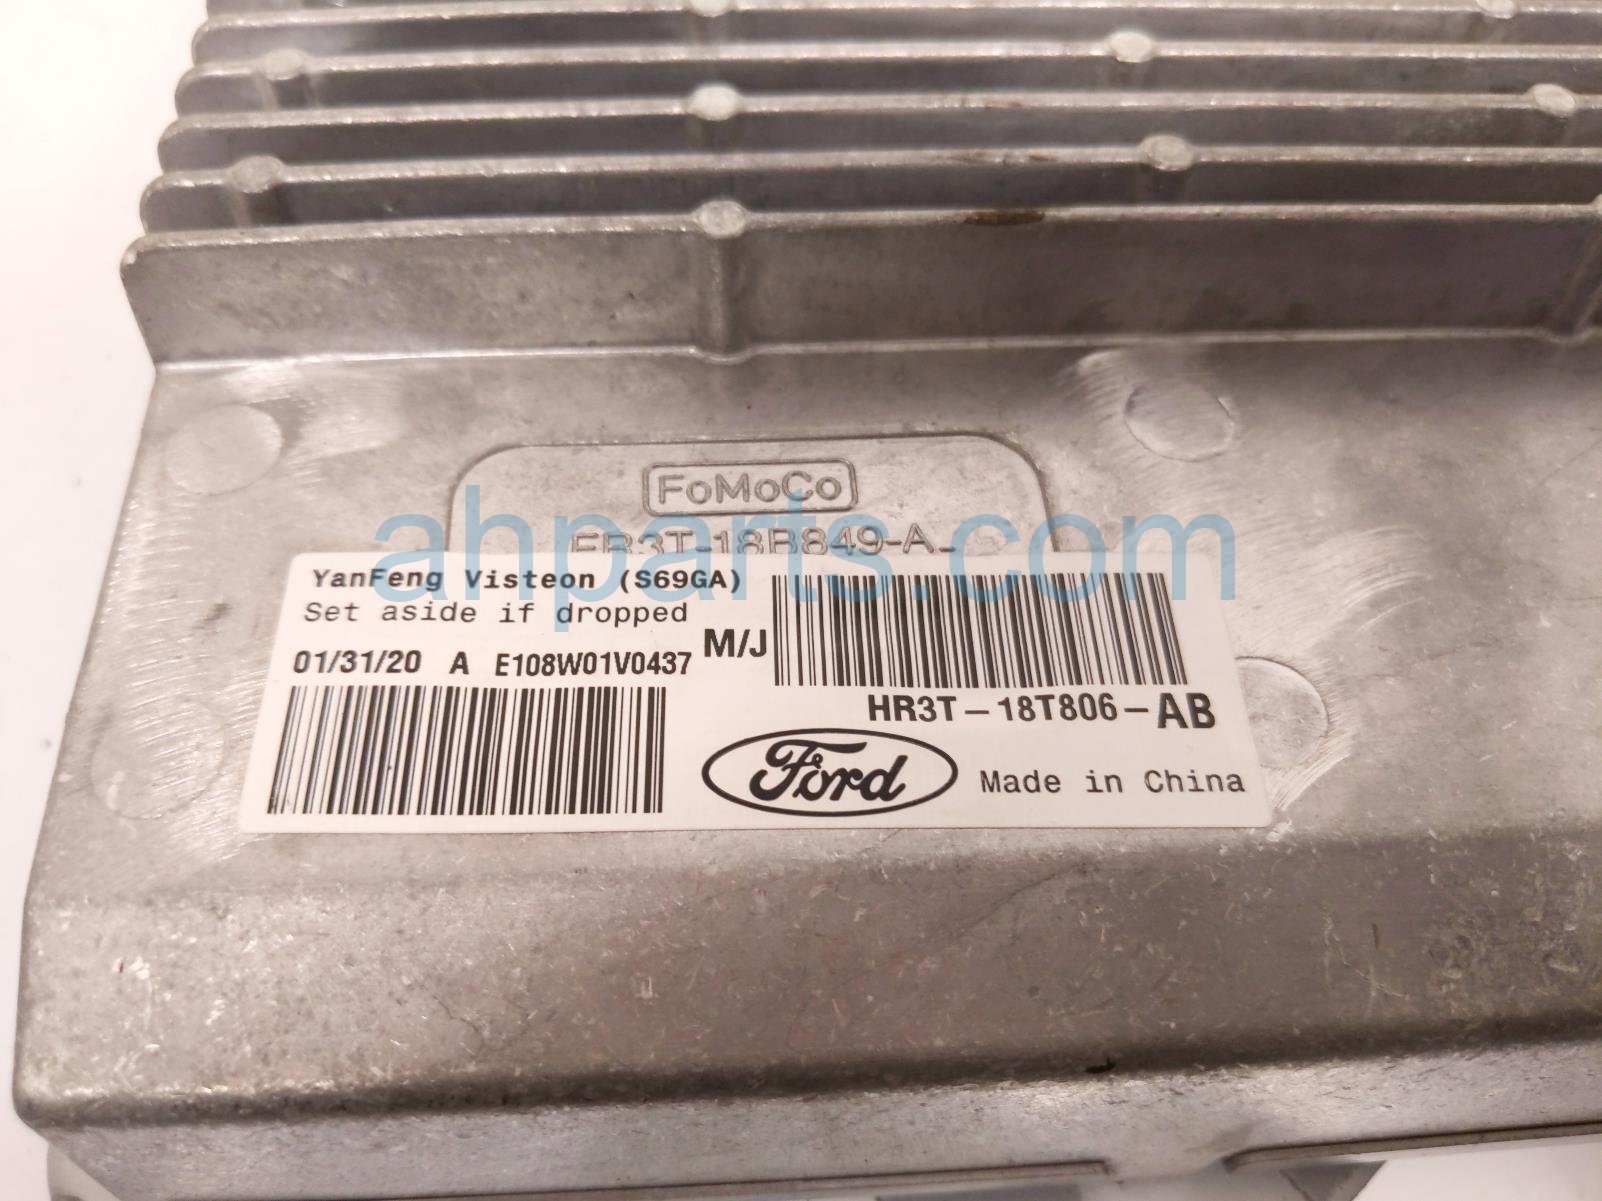 FoMoCo
FR3T-18B849-A
ahparts.com
YanFeng Visteon (S69GA)
Set aside if dropped
M/J
01/31/20 A E108W01V0437
HR3T-18T806-AB
Ford
Made in China